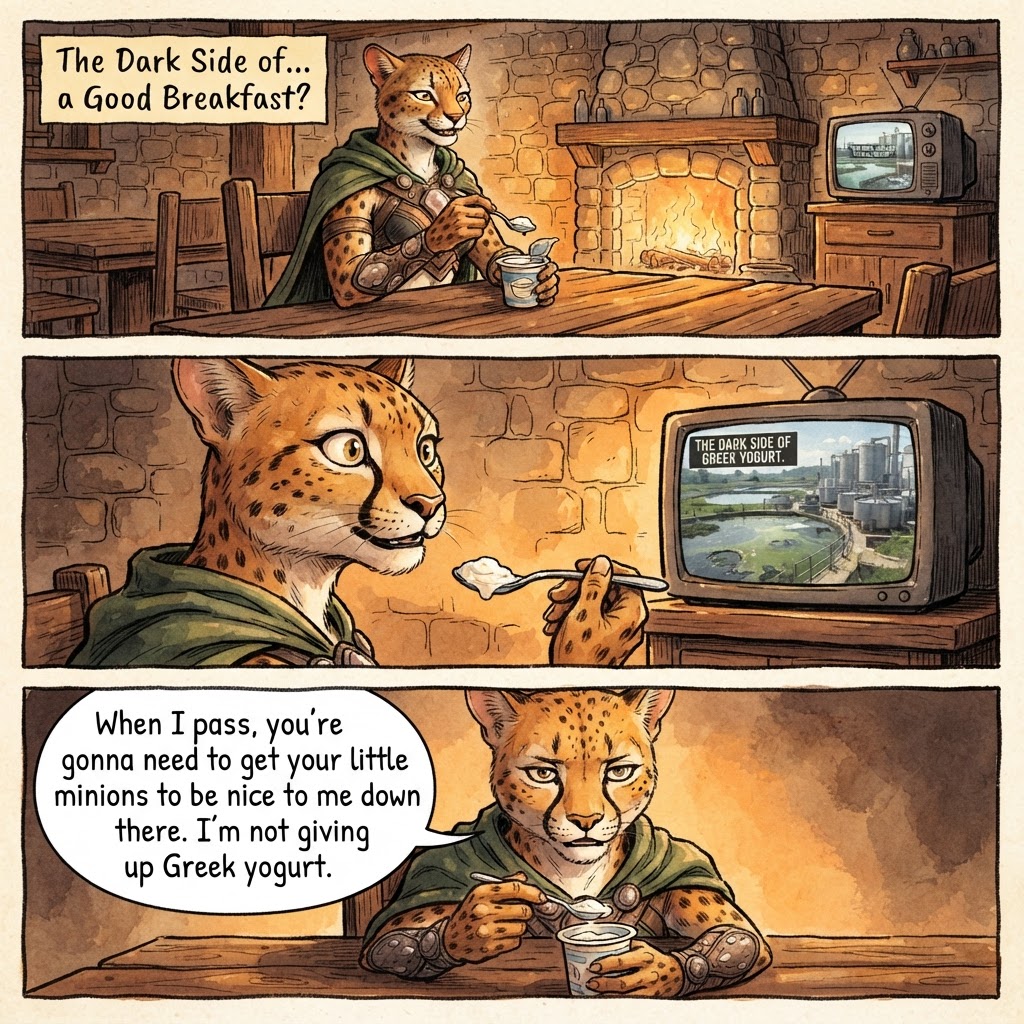 The Dark Side of...
a Good Breakfast?
THE DARK SIDE OF
GREER YOGURT.
When I pass, you're
gonna need to get your little
minions to be nice to me down
there. I'm not giving
up Greek yogurt.